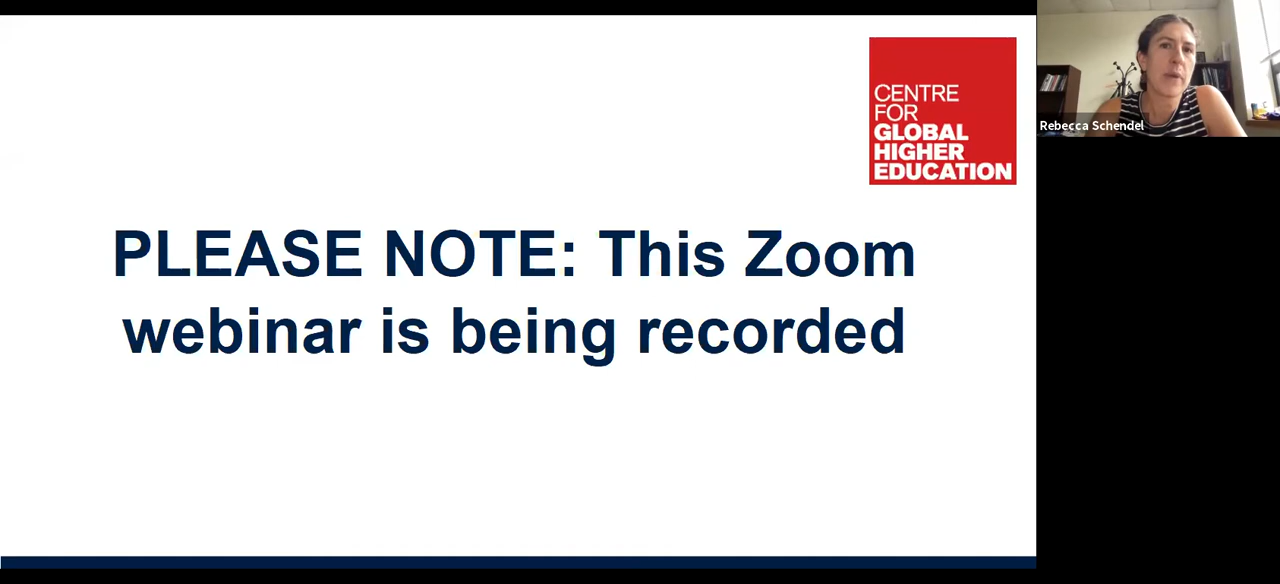 CENTRE
FOR
GLOBAL
HIGHER
EDUCATION
Rebecca Schendel
PLEASE NOTE: This Zoom
webinar is being recorded